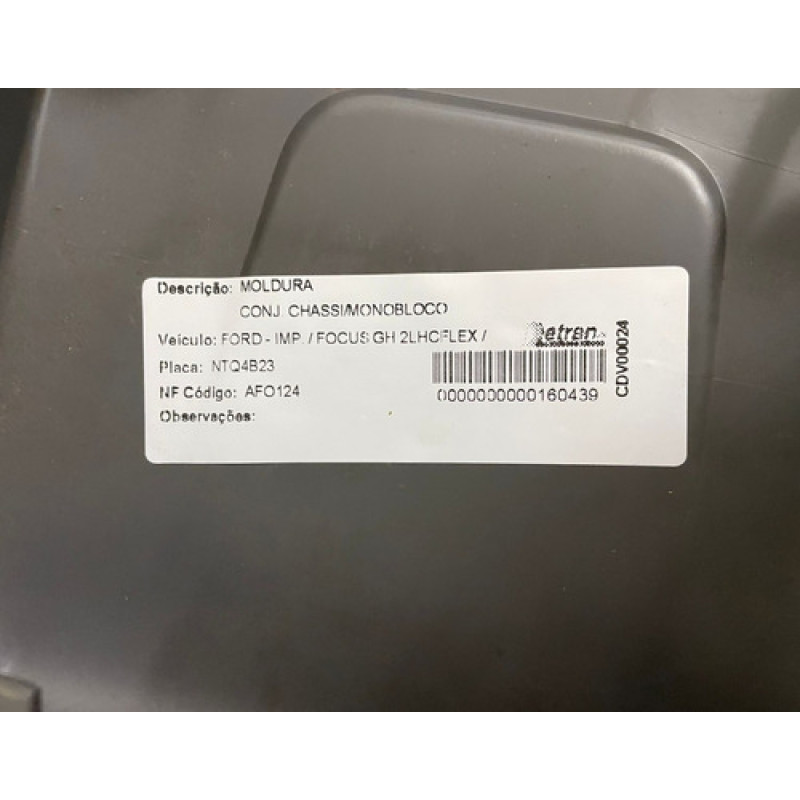 Descrição: MOLDURA
CONJ. CHASSI/MONOBLOCO
Veículo: FORD - IMP. / FOCUS GH 2LHCFLEX /
Placa: NTQ4B23
NF Código: AFO124
Observações:
Detran
0000000000160439
CDV00024